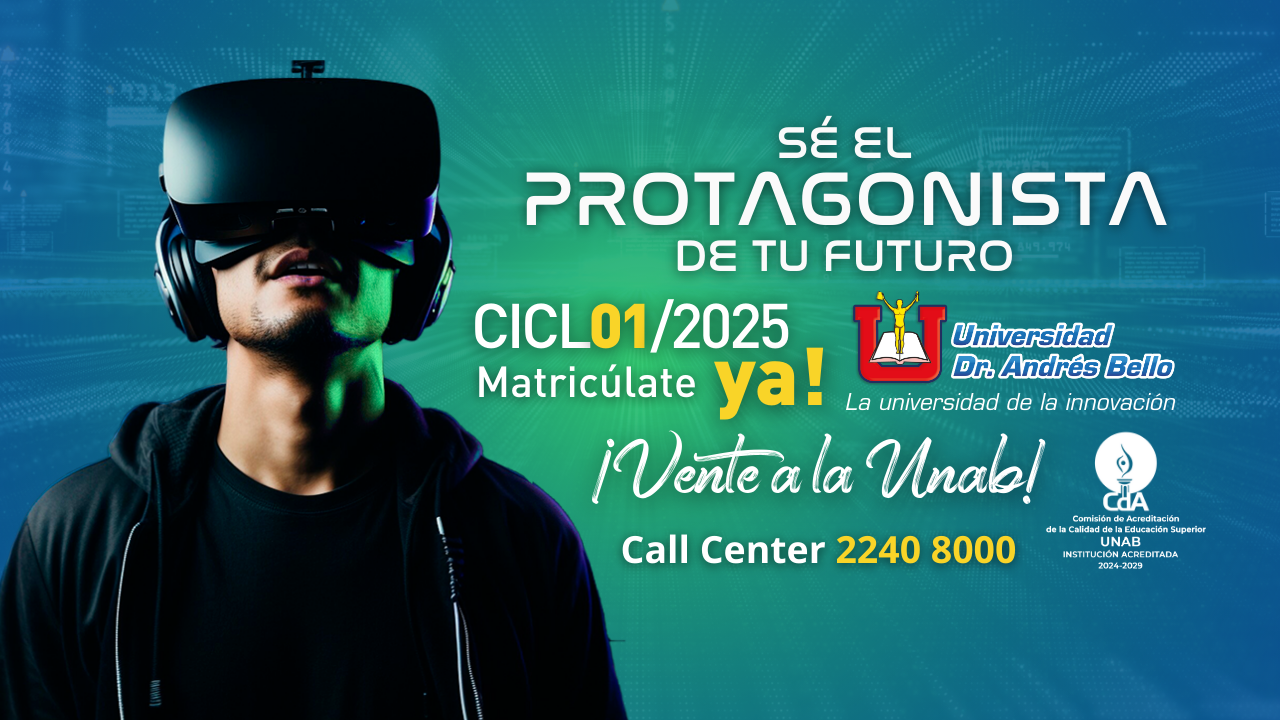 SÉ EL
PROTAGONISTA
DE TU FUTURO
CICL01/2025
Matricúlate ya!
Universidad
Dr. Andrés Bello
La universidad de la innovación
¡Vente a la Unab!
Call Center 2240 8000
CdA
Comisión de Acreditación
de la Calidad de la Educación Superior
UNAB
INSTITUCIÓN ACREDITADA
2024-2029